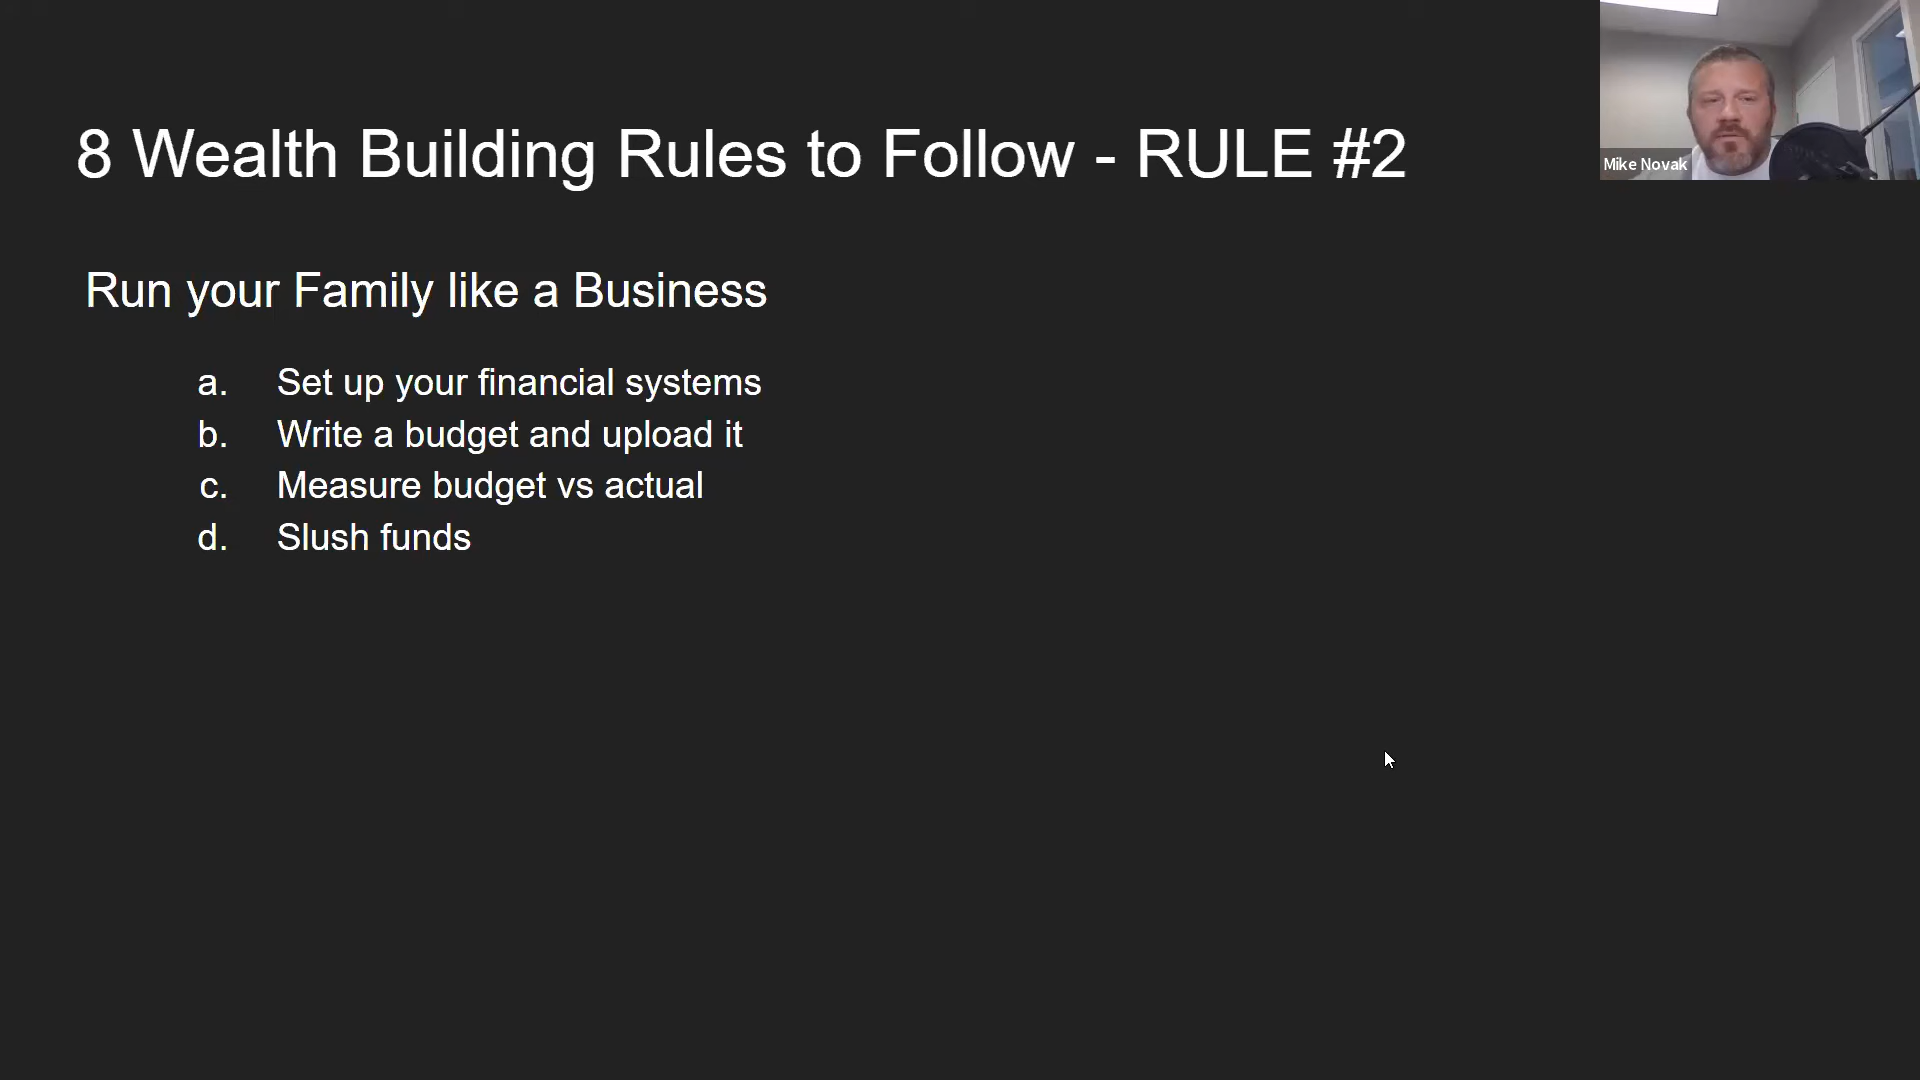 8 Wealth Building Rules to Follow - RULE #2
Mike Novak
Run your Family like a Business
a. Set up your financial systems
b. Write a budget and upload it
c. Measure budget vs actual
d. Slush funds